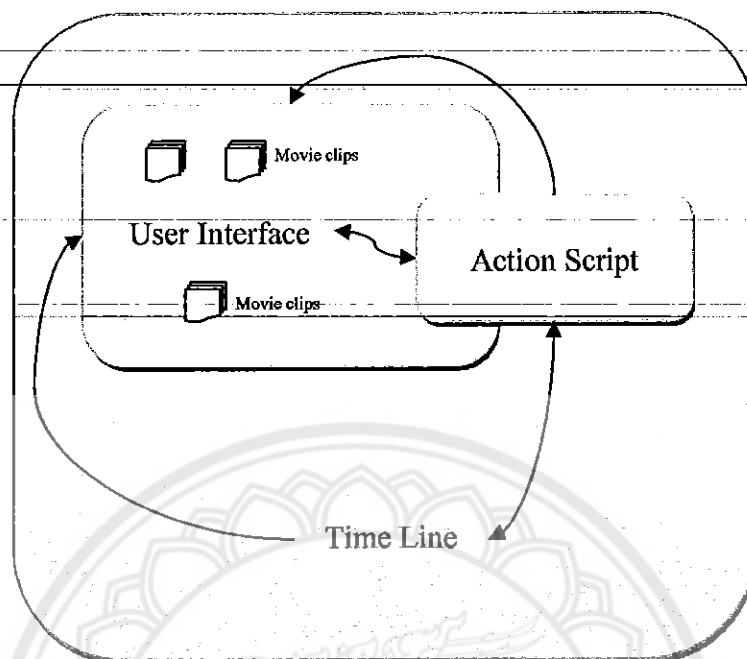 Movie clips
User Interface
Action Script
Movie clips
Time Line